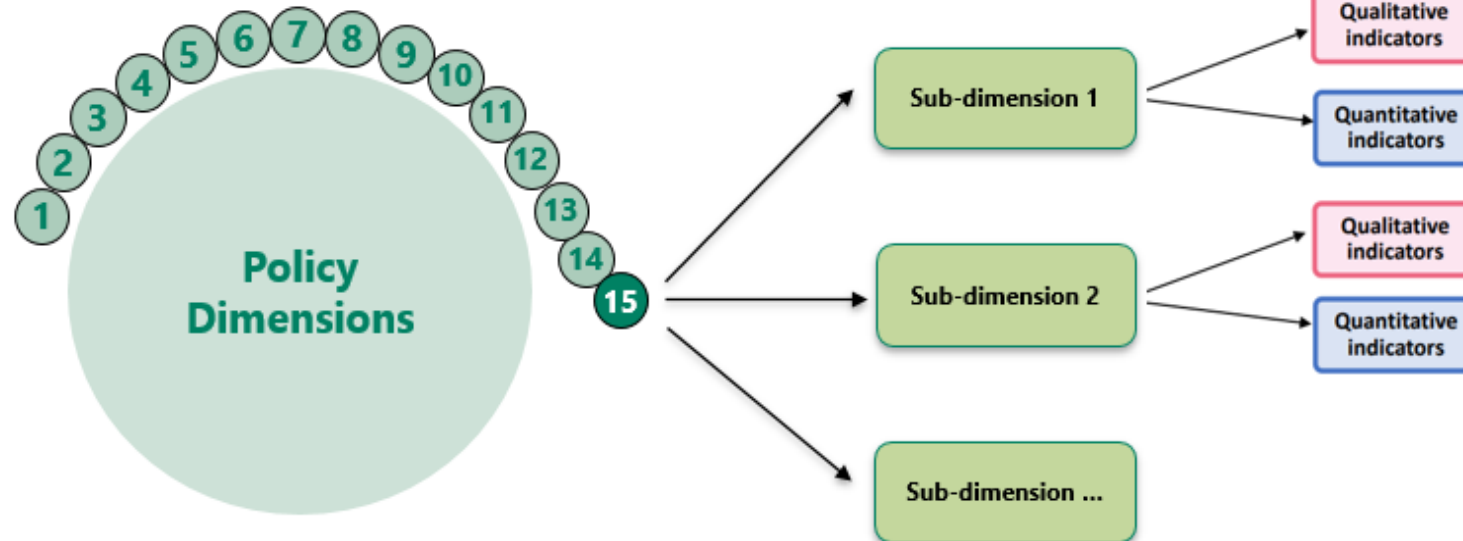 1
2
3
4
5
6
7
8
9
10
11
12
13
14
15
Policy
Dimensions
Sub-dimension 1
Qualitative
indicators
Quantitative
indicators
Sub-dimension 2
Qualitative
indicators
Quantitative
indicators
Sub-dimension ...